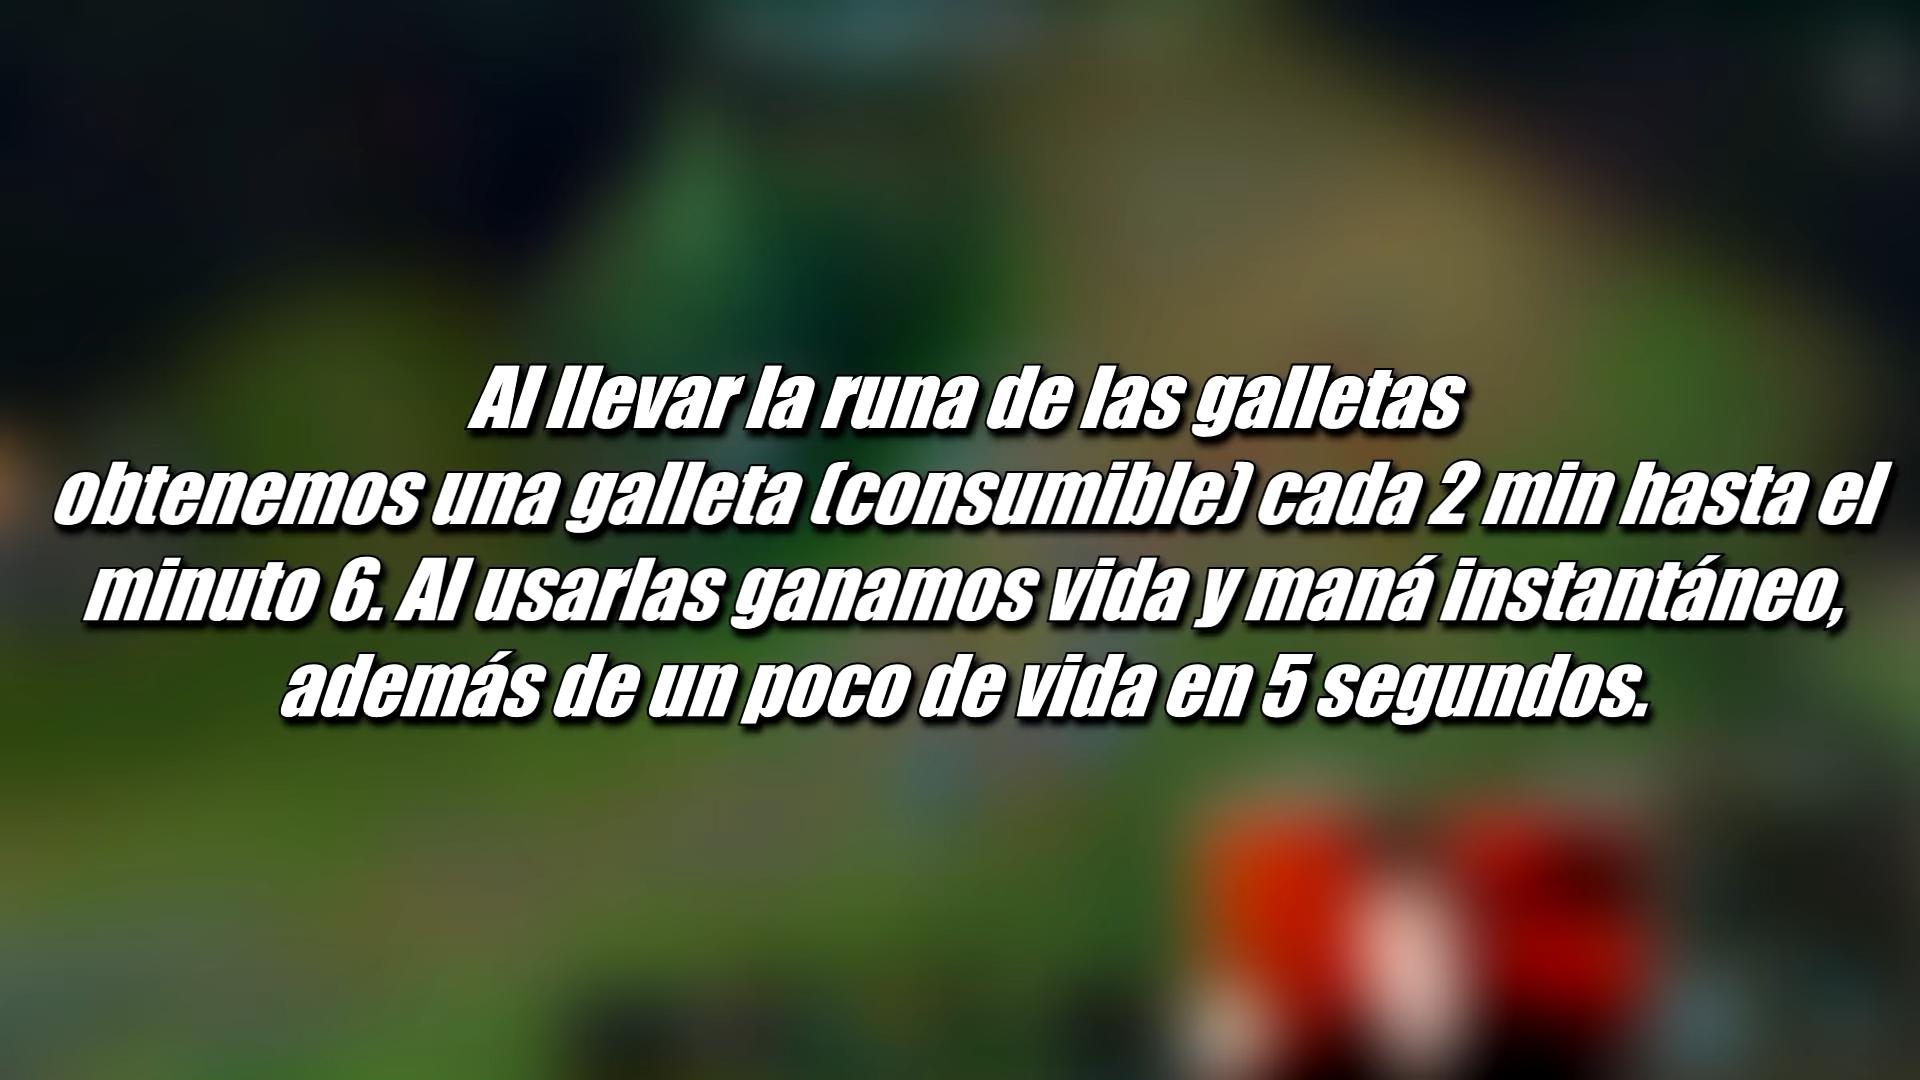 Al llevar la runa de las galletas
obtenemos una galleta (consumible) cada 2 min hasta el
minuto 6. Al usarlas ganamos vida y maná instantáneo,
además de un poco de vida en 5 segundos.